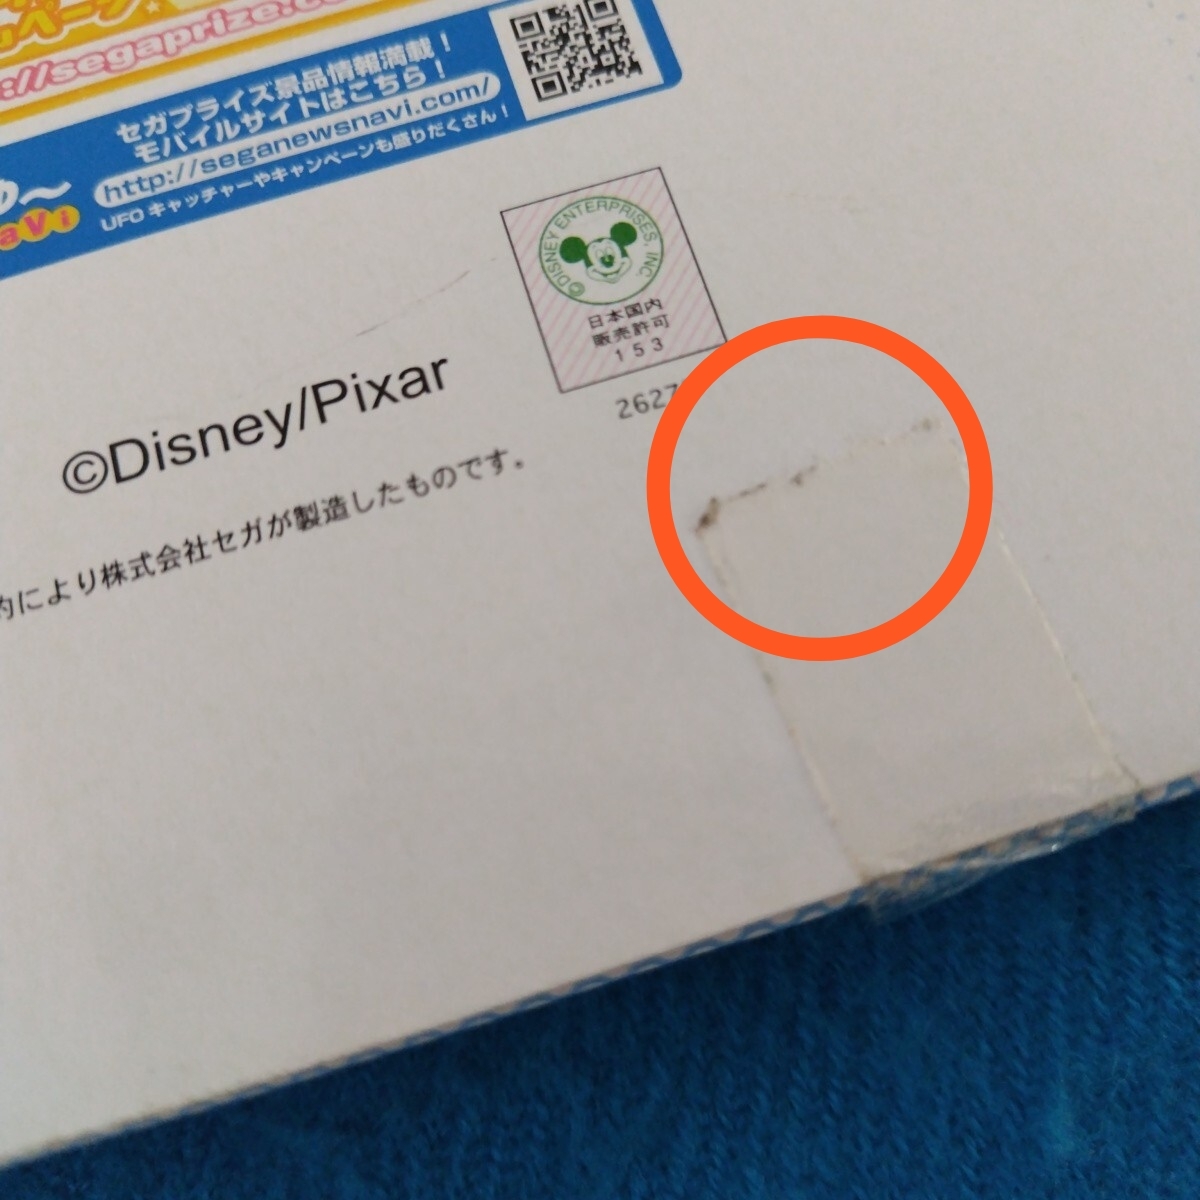 ://segaprize.co
セガプライズ景品情報満載！
モバイルサイトはこちら！
http://seganewsnavi.com/
UFOキャッチャーやキャンペーンも盛りだくさん！
aVi
©DISNEY ENTERPRISES, INC.
日本国内
販売許可
153
2627
©Disney/Pixar
により株式会社セガが製造したものです。